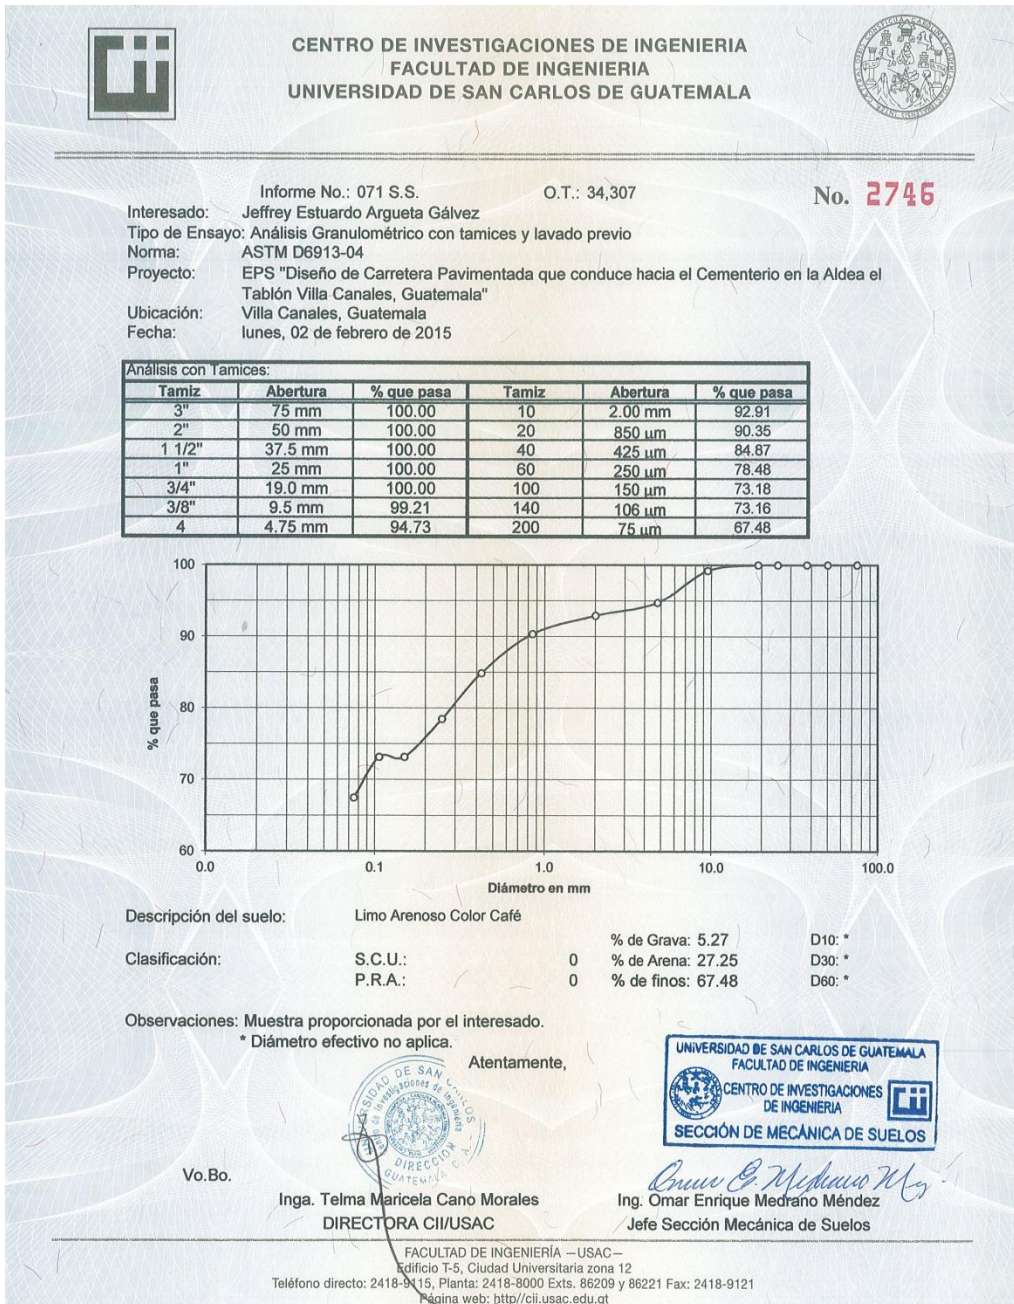 CENTRO DE INVESTIGACIONES DE INGENIERIA
FACULTAD DE INGENIERIA
UNIVERSIDAD DE SAN CARLOS DE GUATEMALA
Informe No.: 071 S.S. O.T.: 34,307 No. 2746
Interesado: Jeffrey Estuardo Argueta Gálvez
Tipo de Ensayo: Análisis Granulométrico con tamices y lavado previo
Norma: ASTM D6913-04
Proyecto: EPS "Diseño de Carretera Pavimentada que conduce hacia el Cementerio en la Aldea el
Tablón Villa Canales, Guatemala"
Ubicación: Villa Canales, Guatemala
Fecha: lunes, 02 de febrero de 2015
Análisis con Tamices:
Tamiz Abertura % que pasa Tamiz Abertura % que pasa
3" 75 mm 100.00 10 2.00 mm 92.91
2" 50 mm 100.00 20 850 µm 90.35
1 1/2" 37.5 mm 100.00 40 425 µm 84.87
1" 25 mm 100.00 60 250 µm 78.48
3/4" 19.0 mm 100.00 100 150 µm 73.18
3/8" 9.5 mm 99.21 140 106 µm 73.16
4 4.75 mm 94.73 200 75 µm 67.48
100
90
80
70
60
% que pasa
0.0 0.1 1.0 10.0 100.0
Diámetro en mm
Descripción del suelo: Limo Arenoso Color Café
% de Grava: 5.27 D10: *
Clasificación: S.C.U.: 0 % de Arena: 27.25 D30: *
P.R.A.: 0 % de finos: 67.48 D60: *
Observaciones: Muestra proporcionada por el interesado.
* Diámetro efectivo no aplica.
Atentamente,
UNIVERSIDAD DE SAN CARLOS DE GUATEMALA
FACULTAD DE INGENIERIA
CENTRO DE INVESTIGACIONES
DE INGENIERIA
SECCIÓN DE MECÁNICA DE SUELOS
DIRECCION
GUATEMALA C.A.
Vo.Bo.
Inga. Telma Maricela Cano Morales
DIRECTORA CII/USAC
Ing. Omar Enrique Medrano Méndez
Jefe Sección Mecánica de Suelos
FACULTAD DE INGENIERÍA —USAC—
Edificio T-5, Ciudad Universitaria zona 12
Teléfono directo: 2418-9115, Planta: 2418-8000 Exts. 86209 y 86221 Fax: 2418-9121
Página web: http//cii.usac.edu.gt